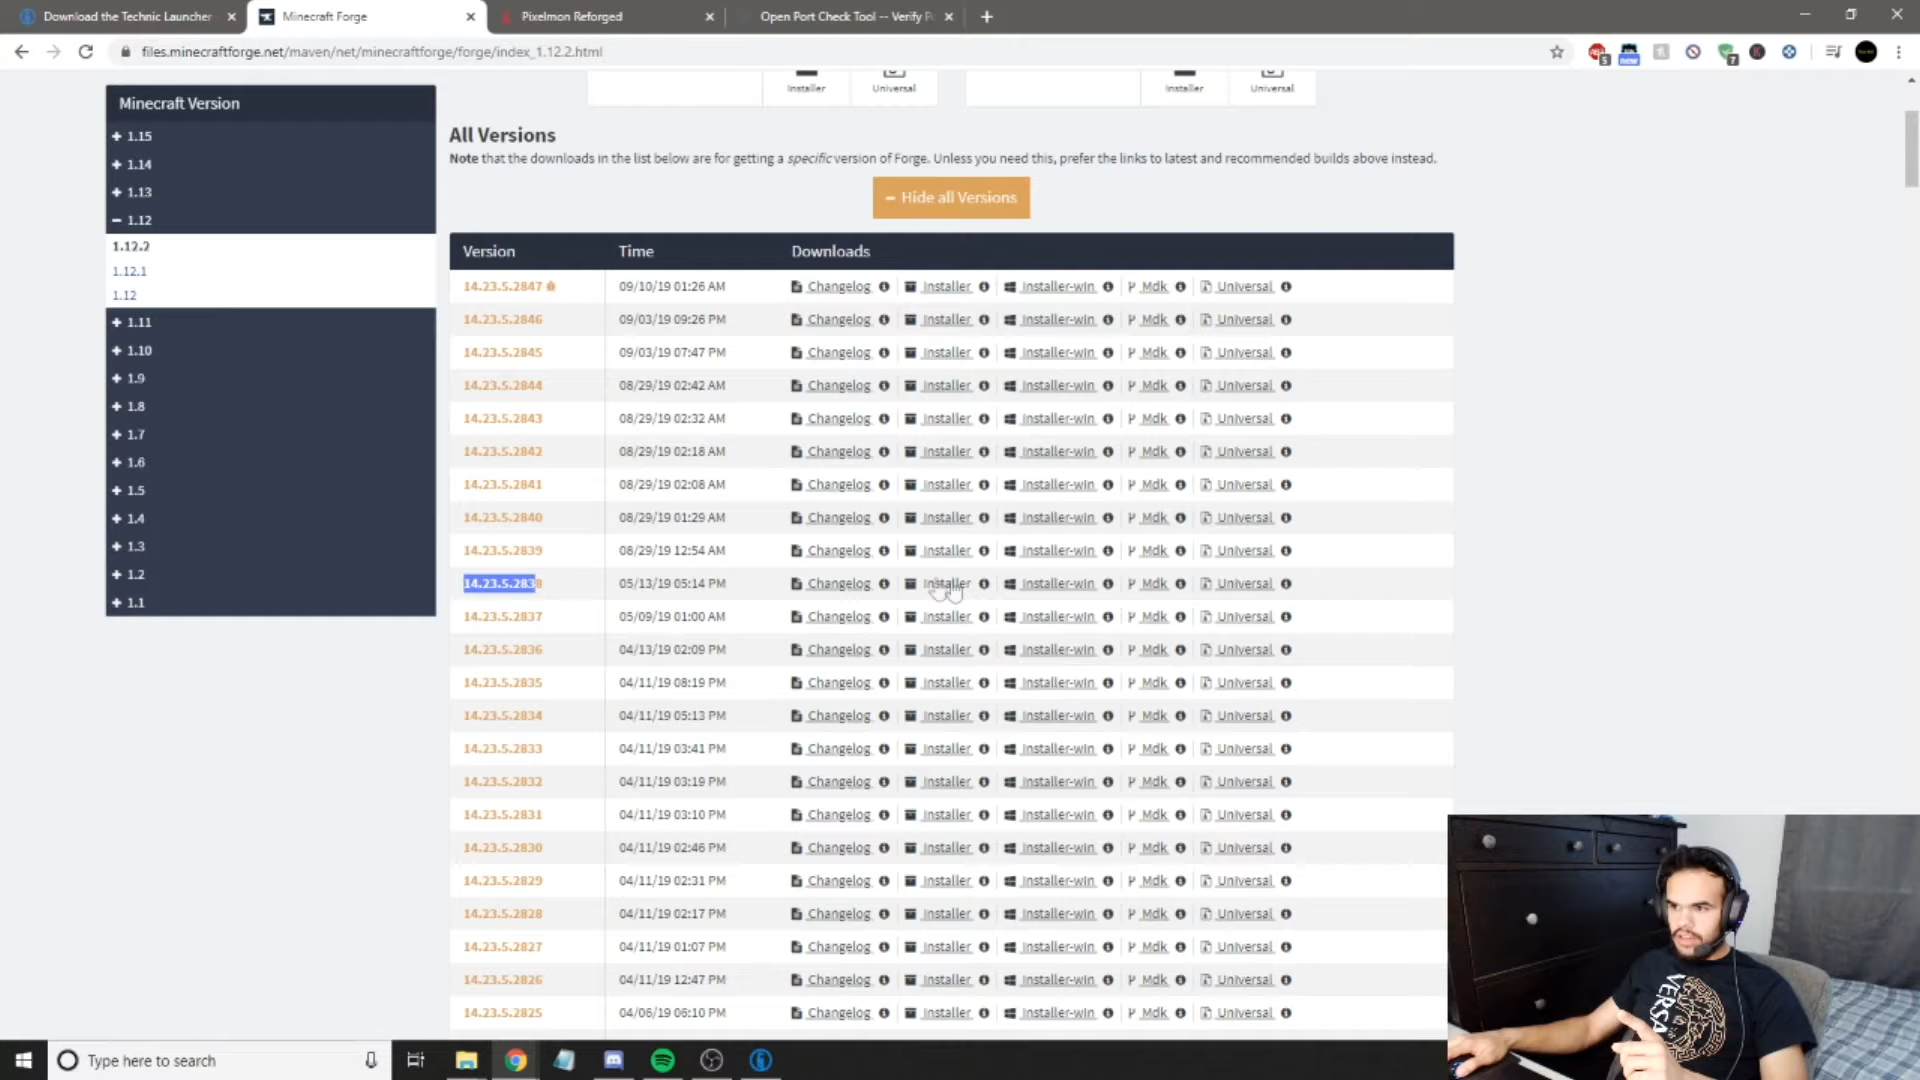 Download the Technic Launcher
Minecraft Forge
Pixelmon Reforged
Open Port Check Tool -- Verify P
files.minecraftforge.net/maven/net/minecraftforge/forge/index_1.12.2.html
5
new
7
Installer Universal Installer Universal
Minecraft Version
1.15
1.14
1.13
1.12
1.12.2
1.12.1
1.12
1.11
1.10
1.9
1.8
1.7
1.6
1.5
1.4
1.3
1.2
1.1
All Versions
Note that the downloads in the list below are for getting a specific version of Forge. Unless you need this, prefer the links to latest and recommended builds above instead.
Hide all Versions
Version Time Downloads
14.23.5.2847 09/10/19 01:26 AM Changelog Installer Installer-win Mdk Universal
14.23.5.2846 09/03/19 09:26 PM Changelog Installer Installer-win Mdk Universal
14.23.5.2845 09/03/19 07:47 PM Changelog Installer Installer-win Mdk Universal
14.23.5.2844 08/29/19 02:42 AM Changelog Installer Installer-win Mdk Universal
14.23.5.2843 08/29/19 02:32 AM Changelog Installer Installer-win Mdk Universal
14.23.5.2842 08/29/19 02:18 AM Changelog Installer Installer-win Mdk Universal
14.23.5.2841 08/29/19 02:08 AM Changelog Installer Installer-win Mdk Universal
14.23.5.2840 08/29/19 01:29 AM Changelog Installer Installer-win Mdk Universal
14.23.5.2839 08/29/19 12:54 AM Changelog Installer Installer-win Mdk Universal
14.23.5.2838 05/13/19 05:14 PM Changelog Installer Installer-win Mdk Universal
14.23.5.2837 05/09/19 01:00 AM Changelog Installer Installer-win Mdk Universal
14.23.5.2836 04/13/19 02:09 PM Changelog Installer Installer-win Mdk Universal
14.23.5.2835 04/11/19 08:19 PM Changelog Installer Installer-win Mdk Universal
14.23.5.2834 04/11/19 05:13 PM Changelog Installer Installer-win Mdk Universal
14.23.5.2833 04/11/19 03:41 PM Changelog Installer Installer-win Mdk Universal
14.23.5.2832 04/11/19 03:19 PM Changelog Installer Installer-win Mdk Universal
14.23.5.2831 04/11/19 03:10 PM Changelog Installer Installer-win Mdk Universal
14.23.5.2830 04/11/19 02:46 PM Changelog Installer Installer-win Mdk Universal
14.23.5.2829 04/11/19 02:31 PM Changelog Installer Installer-win Mdk Universal
14.23.5.2828 04/11/19 02:17 PM Changelog Installer Installer-win Mdk Universal
14.23.5.2827 04/11/19 01:07 PM Changelog Installer Installer-win Mdk Universal
14.23.5.2826 04/11/19 12:47 PM Changelog Installer Installer-win Mdk Universal
14.23.5.2825 04/06/19 06:10 PM Changelog Installer Installer-win Mdk Universal
VERSA
Type here to search